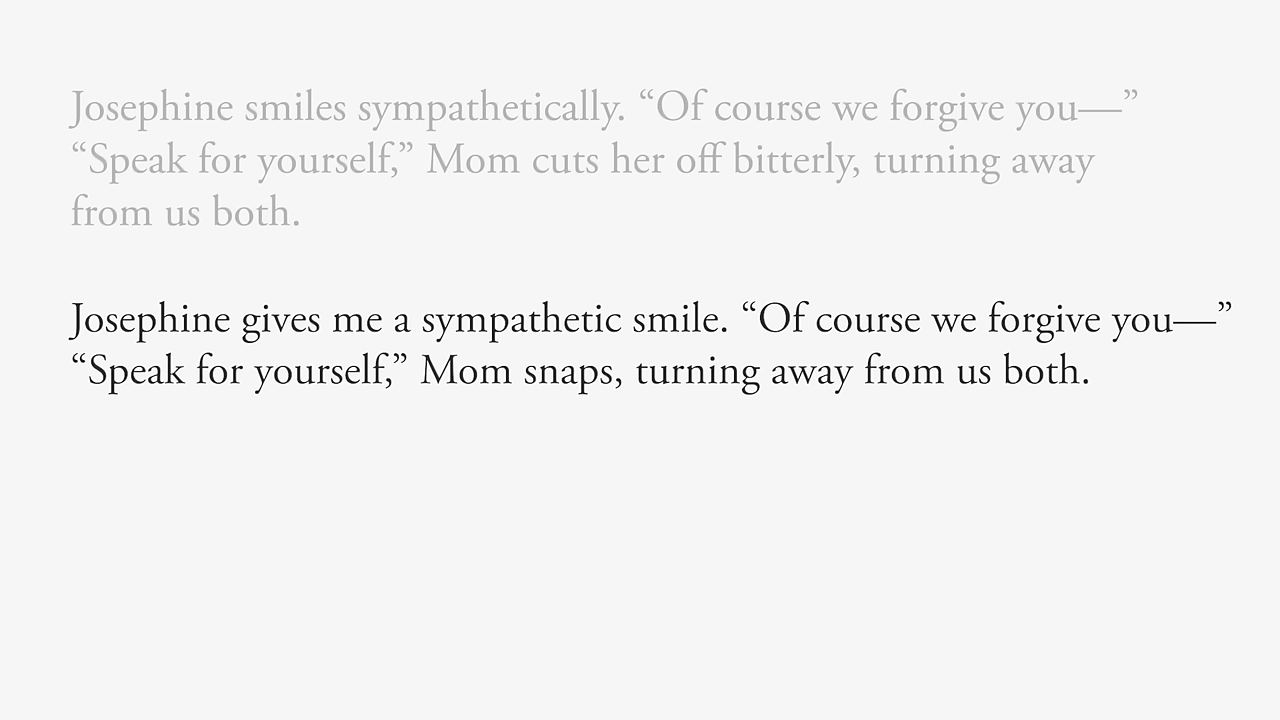 Josephine smiles sympathetically. “Of course we forgive you—”
“Speak for yourself,” Mom cuts her off bitterly, turning away
from us both.
Josephine gives me a sympathetic smile. “Of course we forgive you—”
“Speak for yourself,” Mom snaps, turning away from us both.